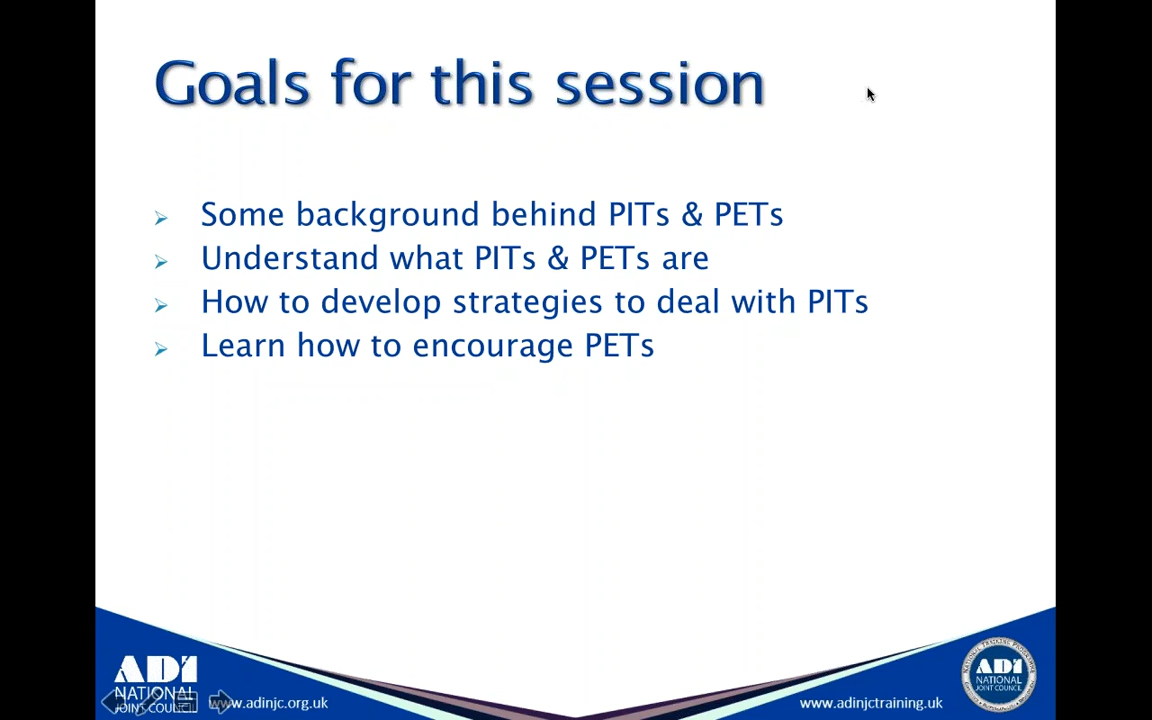 Goals for this session
Some background behind PITs & PETs
Understand what PITs & PETs are
How to develop strategies to deal with PITs
Learn how to encourage PETs
ADI
NATIONAL
JOINT COUNCIL
www.adinjc.org.uk
www.adinjctraining.uk
ADI
NATIONAL
JOINT COUNCIL